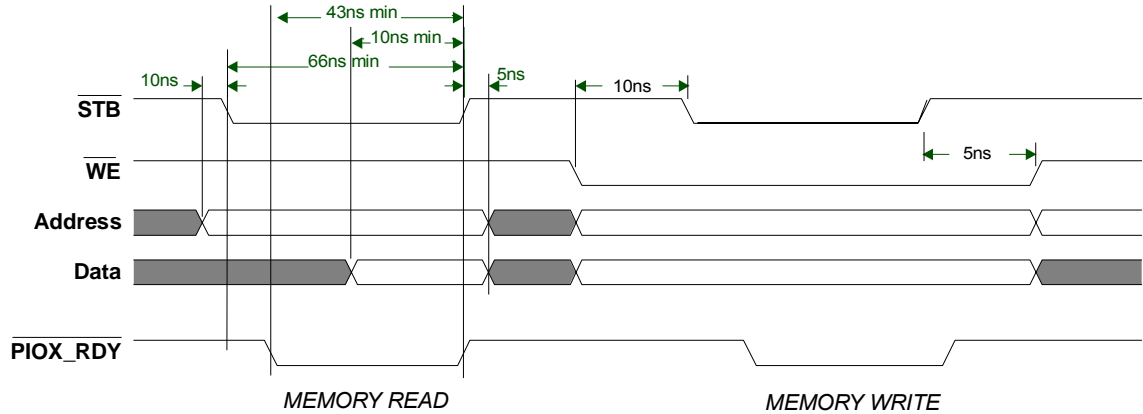 43ns min
10ns min
66ns min
10ns
5ns
10ns
STB
5ns
WE
Address
Data
PIOX_RDY
MEMORY READ
MEMORY WRITE